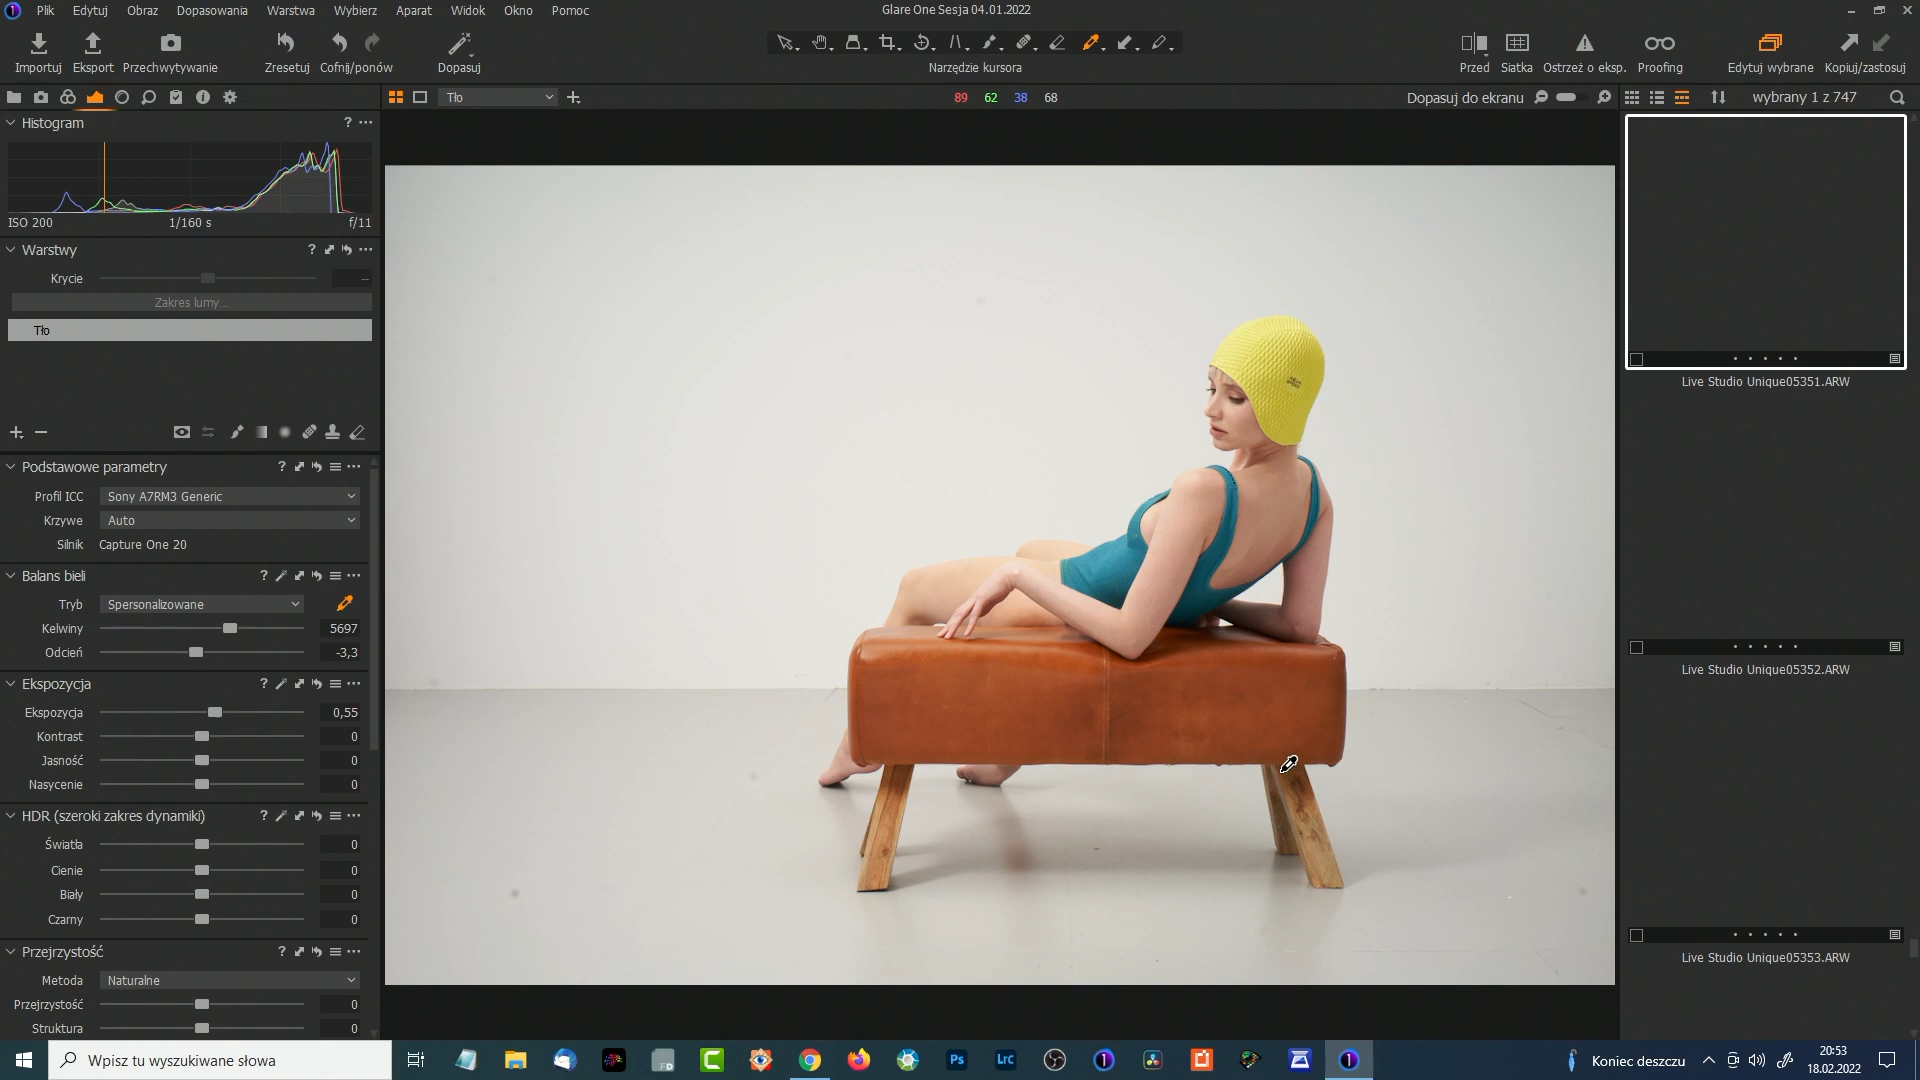 Glare One Sesja 04.01.2022
Plik Edytuj Obraz Dopasowania Warstwa Wybierz Aparat Widok Okno Pomoc
Importuj Eksport Przechwytywanie Zresetuj Cofnij/ponów Dopasuj Narzędzie kursora Przed Siatka Ostrzeż o eksp. Proofing Edytuj wybrane Kopiuj/zastosuj
Tło 89 62 38 68 Dopasuj do ekranu wybrany 1 z 747
Histogram ? ...
ISO 200 1/160 s f/11
Warstwy ? ...
Krycie --
Zakres lumy...
Tło
Podstawowe parametry ? ...
Profil ICC Sony A7RM3 Generic
Krzywe Auto
Silnik Capture One 20
Balans bieli ? ...
Tryb Spersonalizowane
Kelwiny 5697
Odcień -3,3
Ekspozycja ? ...
Ekspozycja 0,55
Kontrast 0
Jasność 0
Nasycenie 0
HDR (szeroki zakres dynamiki) ? ...
Światła 0
Cienie 0
Biały 0
Czarny 0
Przejrzystość ? ...
Metoda Naturalne
Przejrzystość 0
Struktura 0
Live Studio Unique05351.ARW
Live Studio Unique05352.ARW
Live Studio Unique05353.ARW
Wpisz tu wyszukiwane słowa
FD
C
Ps
LrC
1
Koniec deszczu
20:53
18.02.2022